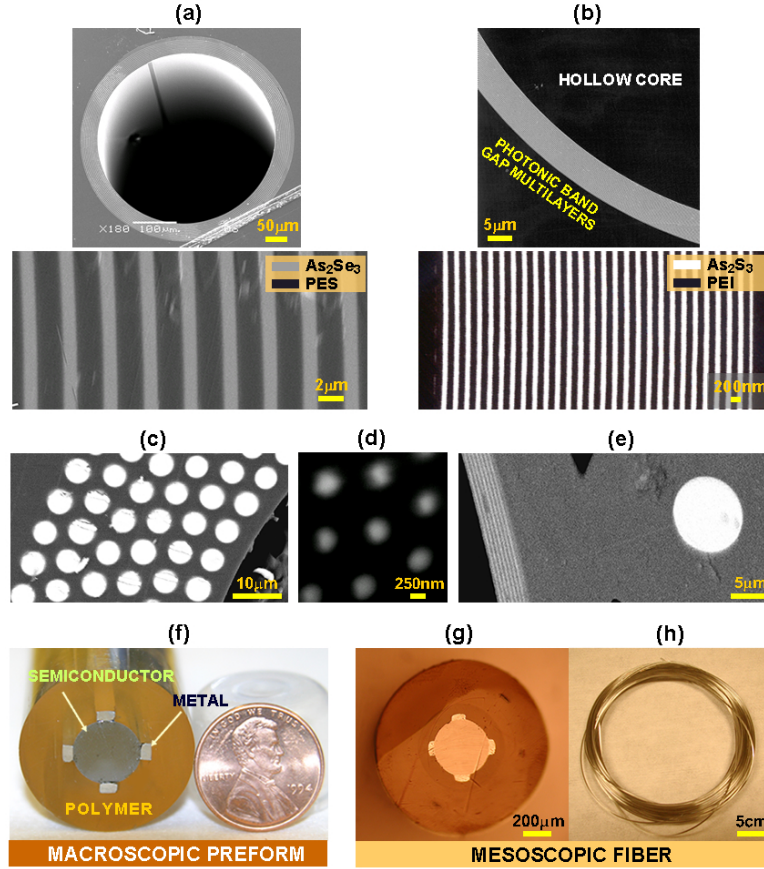 (a)
(b)
HOLLOW CORE
PHOTONIC BAND
GAP MULTILAYERS
X180 100µm
50µm
5µm
As2Se3
PES
2µm
As2S3
PEI
200nm
(c)
(d)
(e)
10µm
250nm
5µm
(f)
(g)
(h)
SEMICONDUCTOR
METAL
POLYMER
IN GOD WE TRUST
LIBERTY
1994
200µm
5cm
MACROSCOPIC PREFORM
MESOSCOPIC FIBER